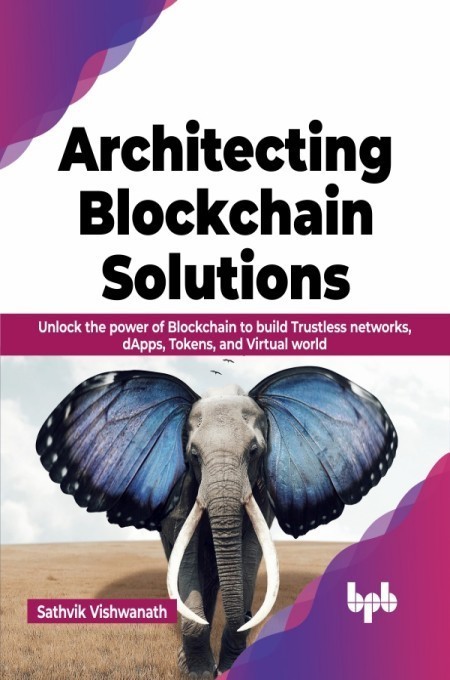 Architecting
Blockchain
Solutions
Unlock the power of Blockchain to build Trustless networks,
dApps, Tokens, and Virtual world
Sathvik Vishwanath
bpb